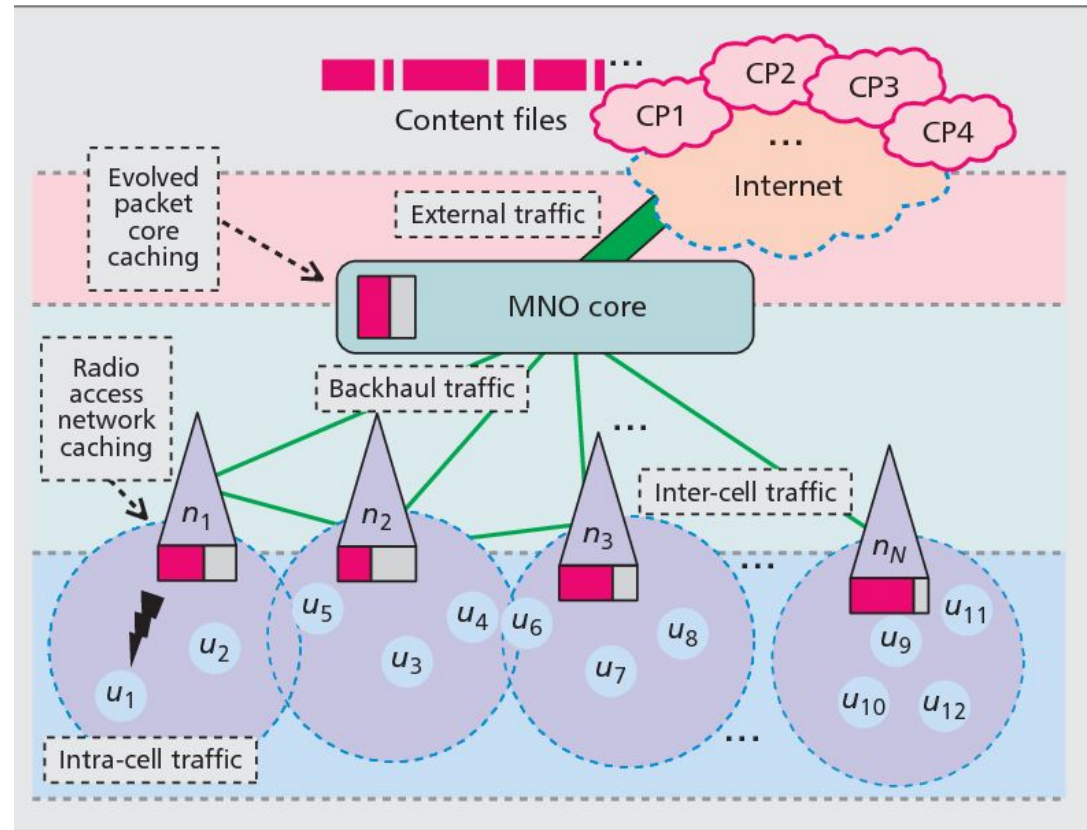 CP1
CP2
CP3
CP4
...
Content files
...
Internet
Evolved
packet
core
caching
External traffic
MNO core
Radio
access
network
caching
Backhaul traffic
...
Inter-cell traffic
n1
n2
n3
nN
...
u1
u2
u5
u3
u4
u6
u7
u8
u9
u11
u10
u12
...
Intra-cell traffic